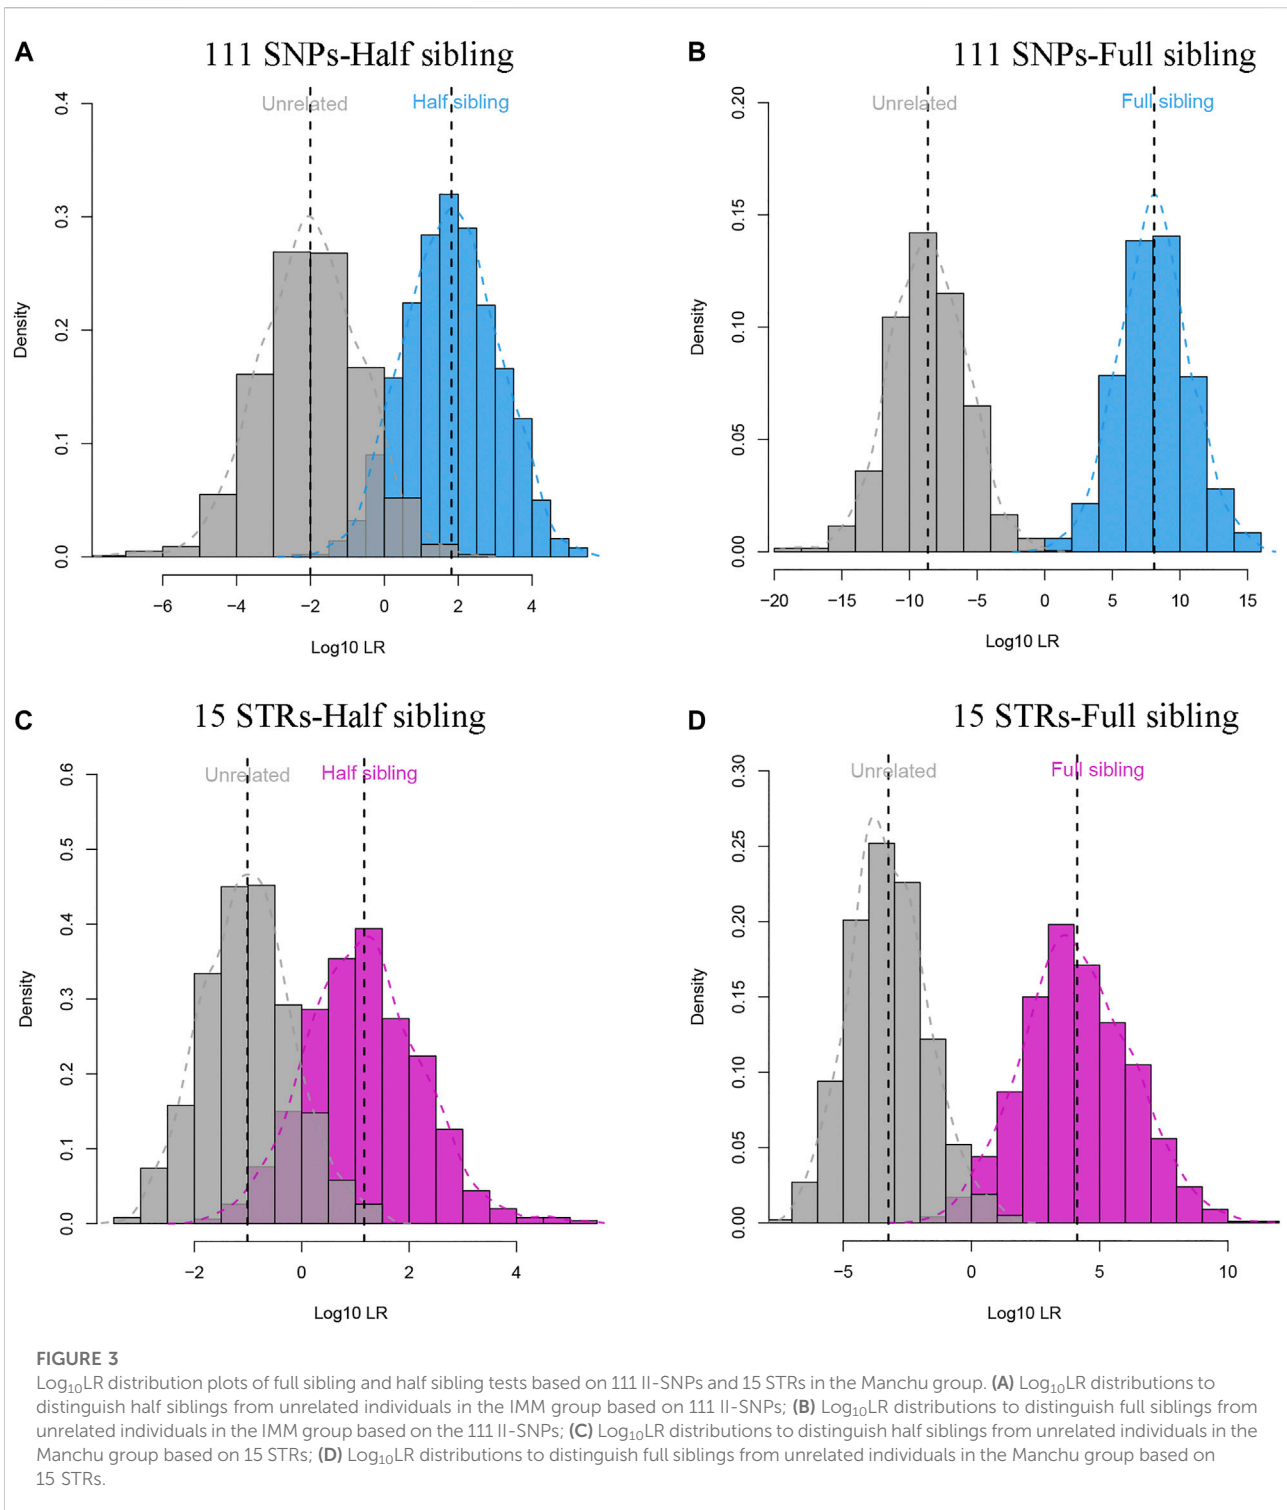 A
111 SNPs-Half sibling
Unrelated
Half sibling
0.4
0.3
0.2
0.1
0.0
Density
−6
−4
−2
0
2
4
Log10 LR
B
111 SNPs-Full sibling
Unrelated
Full sibling
0.20
0.15
0.10
0.05
0.00
Density
−20
−15
−10
−5
0
5
10
15
Log10 LR
C
15 STRs-Half sibling
Unrelated
Half sibling
0.6
0.5
0.4
0.3
0.2
0.1
0.0
Density
−2
0
2
4
Log10 LR
D
15 STRs-Full sibling
Unrelated
Full sibling
0.30
0.25
0.20
0.15
0.10
0.05
0.00
Density
−5
0
5
10
Log10 LR
FIGURE 3
Log₁₀LR distribution plots of full sibling and half sibling tests based on 111 II-SNPs and 15 STRs in the Manchu group. (A) Log₁₀LR distributions to
distinguish half siblings from unrelated individuals in the IMM group based on 111 II-SNPs; (B) Log₁₀LR distributions to distinguish full siblings from
unrelated individuals in the IMM group based on the 111 II-SNPs; (C) Log₁₀LR distributions to distinguish half siblings from unrelated individuals in the
Manchu group based on 15 STRs; (D) Log₁₀LR distributions to distinguish full siblings from unrelated individuals in the Manchu group based on
15 STRs.